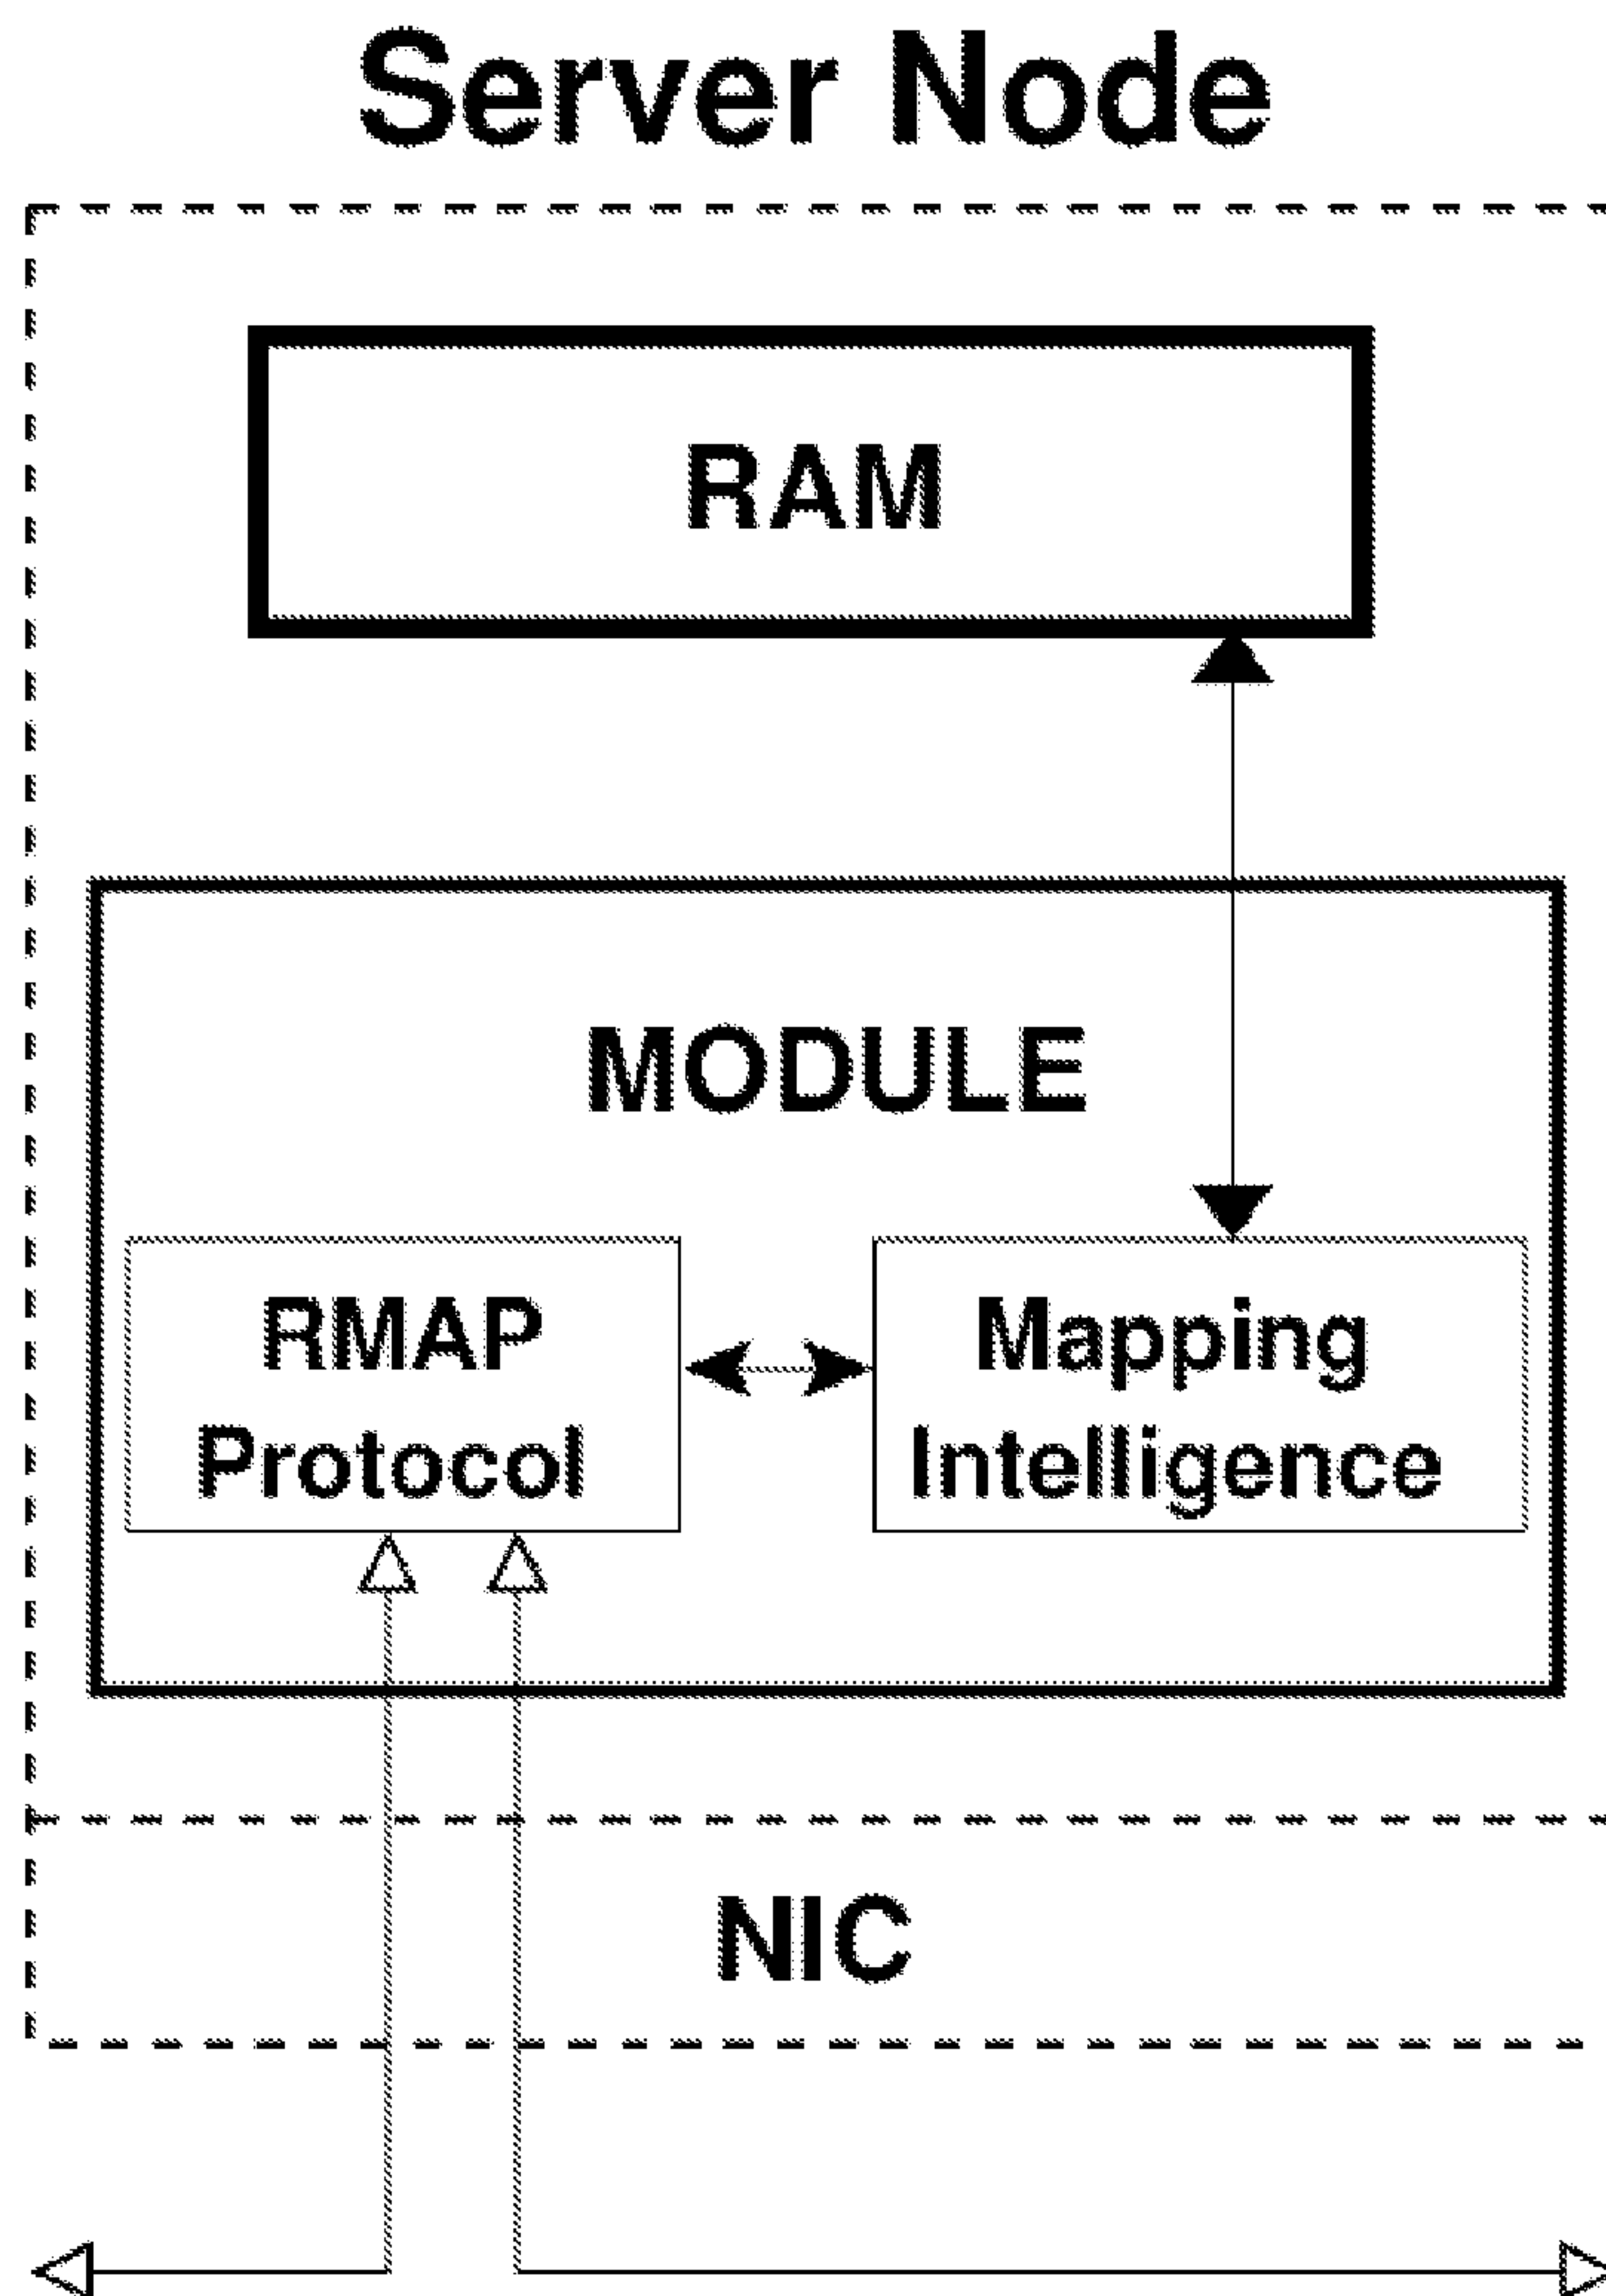 Server Node
RAM
MODULE
RMAP
Protocol
Mapping
Intelligence
NIC